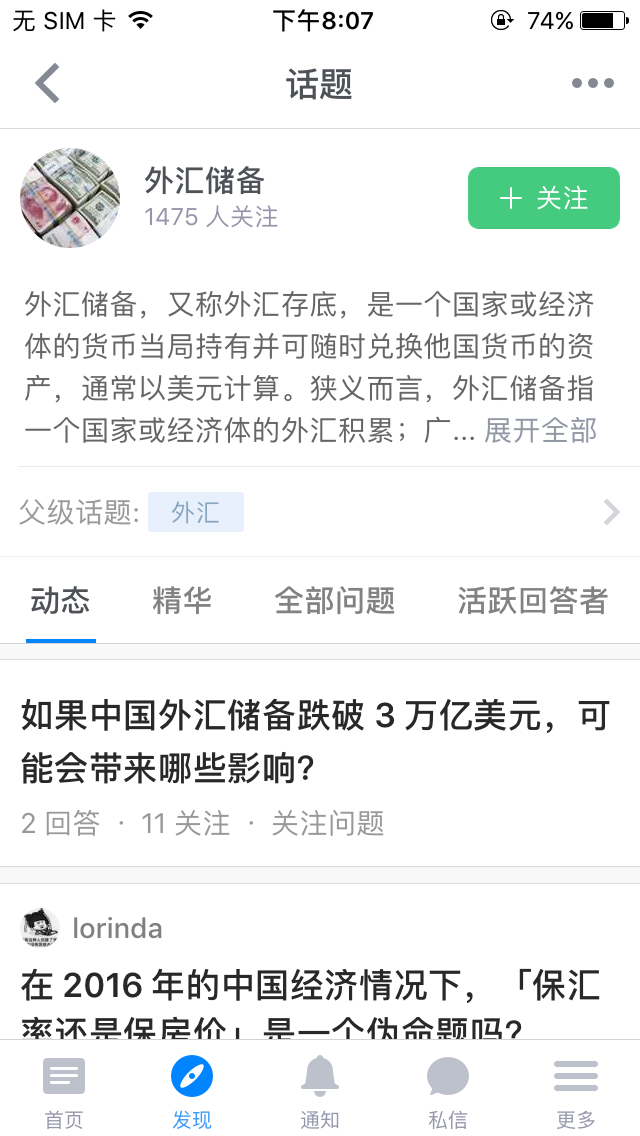 无 SIM 卡
下午8:07
74%
话题
外汇储备
1475 人关注
关注
外汇储备，又称外汇存底，是一个国家或经济
体的货币当局持有并可随时兑换他国货币的资
产，通常以美元计算。狭义而言，外汇储备指
一个国家或经济体的外汇积累；广... 展开全部
父级话题: 外汇
动态 精华 全部问题 活跃回答者
如果中国外汇储备跌破 3 万亿美元，可
能会带来哪些影响?
2 回答 · 11 关注 · 关注问题
lorinda
在 2016 年的中国经济情况下，「保汇
率还是保房价」是一个伪命题吗?
首页 发现 通知 私信 更多